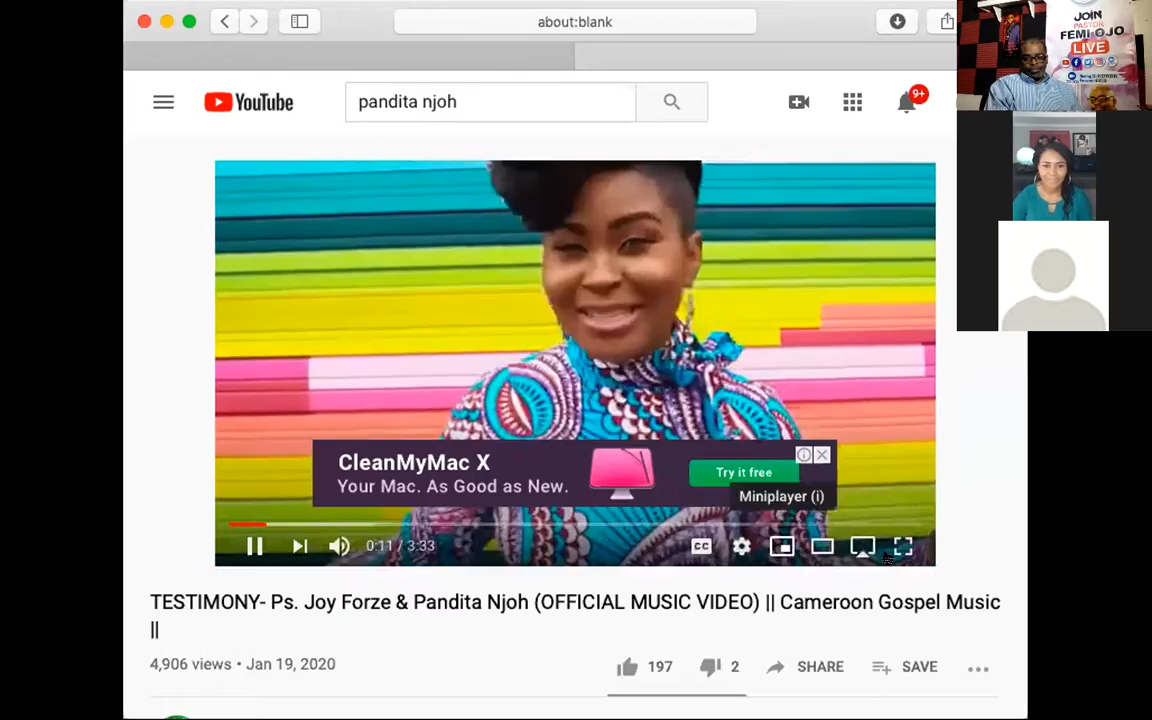 about:blank
YouTube
pandita njoh
9+
JOIN
PASTOR
FEMI OJO
LIVE
CleanMyMac X
Your Mac. As Good as New.
Try it free
Miniplayer (i)
0:11 / 3:33
CC
TESTIMONY- Ps. Joy Forze & Pandita Njoh (OFFICIAL MUSIC VIDEO) || Cameroon Gospel Music
||
4,906 views • Jan 19, 2020
197
2
SHARE
SAVE